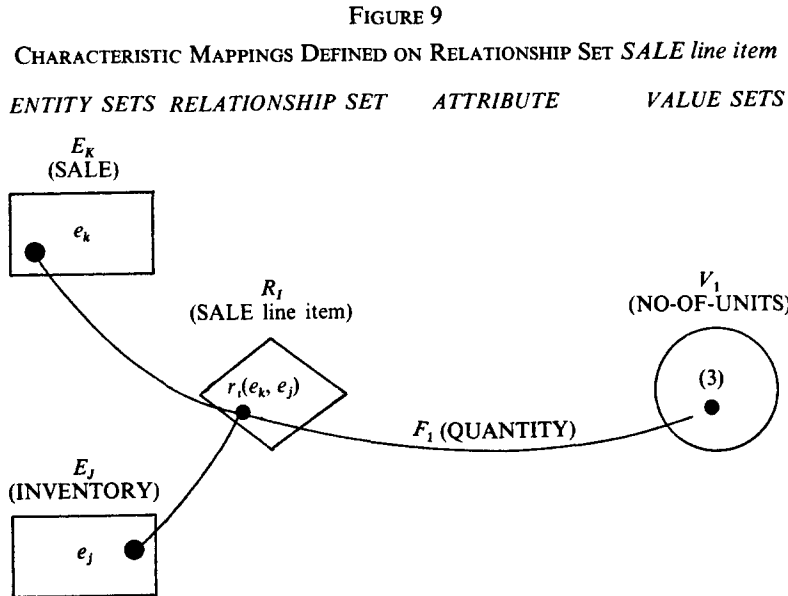 FIGURE 9
CHARACTERISTIC MAPPINGS DEFINED ON RELATIONSHIP SET SALE line item
ENTITY SETS RELATIONSHIP SET ATTRIBUTE VALUE SETS
E_K
(SALE)
e_k
R_I
(SALE line item)
r_i(e_k, e_j)
V_1
(NO-OF-UNITS)
(3)
F_1 (QUANTITY)
E_J
(INVENTORY)
e_j